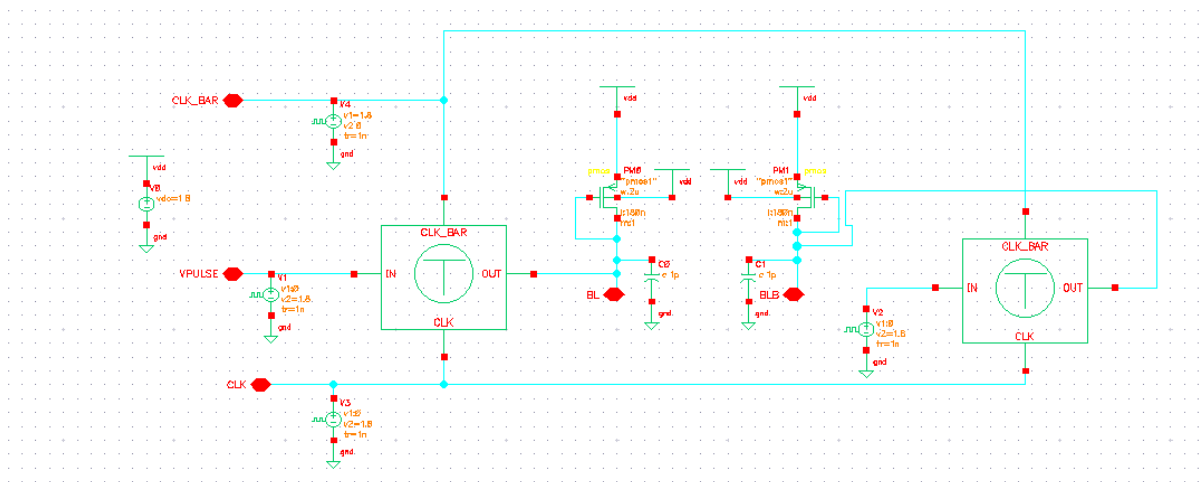 vdd
vdd
CLK_BAR
V4
v1=1.8
v2:0
tr=1n
gnd
vdd
V0
vdc=1.8
gnd
pmos
PM0
"pmos1"
w:2u
l:180n
m:1
vdd
vdd
PM1
pmos
"pmos1"
w:2u
l:180n
m:1
CLK_BAR
IN
OUT
CLK
CLK_BAR
IN
OUT
CLK
VPULSE
V1
v1:0
v2=1.8
tr=1n
gnd
C0
c:1p
gnd
BL
C1
c:1p
gnd
BLB
V2
v1:0
v2=1.8
tr=1n
gnd
CLK
V3
v1:0
v2=1.8
tr=1n
gnd